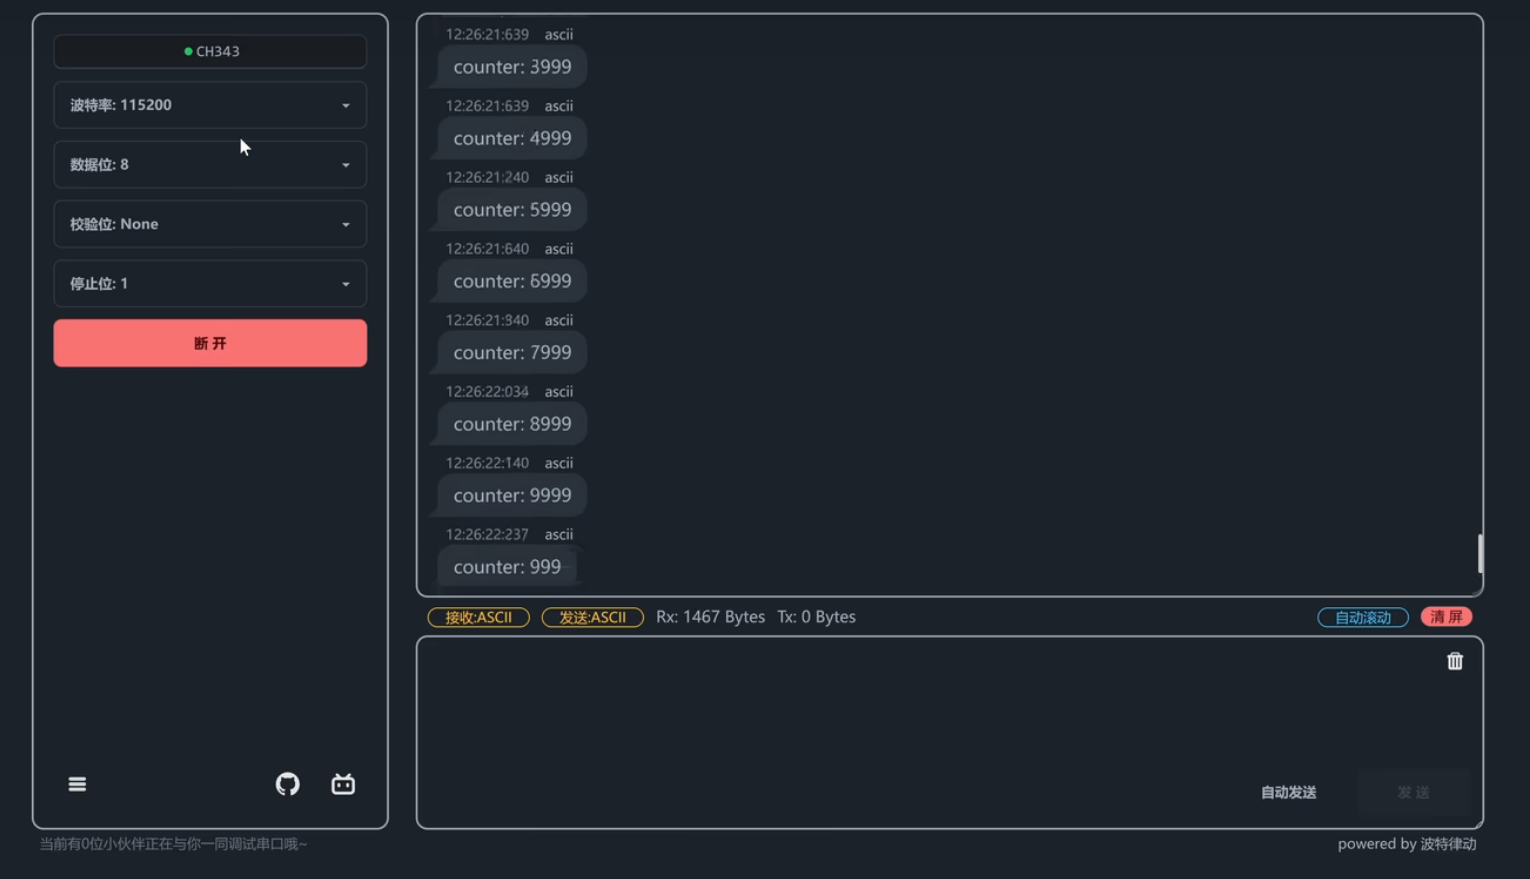 CH343
波特率: 115200
数据位: 8
校验位: None
停止位: 1
断 开
当前有0位小伙伴正在与你一同调试串口哦~
12:26:21:639 ascii
counter: 3999
12:26:21:639 ascii
counter: 4999
12:26:21:240 ascii
counter: 5999
12:26:21:640 ascii
counter: 6999
12:26:21:340 ascii
counter: 7999
12:26:22:034 ascii
counter: 8999
12:26:22:140 ascii
counter: 9999
12:26:22:237 ascii
counter: 999
接收:ASCII 发送:ASCII Rx: 1467 Bytes Tx: 0 Bytes 自动滚动 清 屏
自动发送 发 送
powered by 波特律动